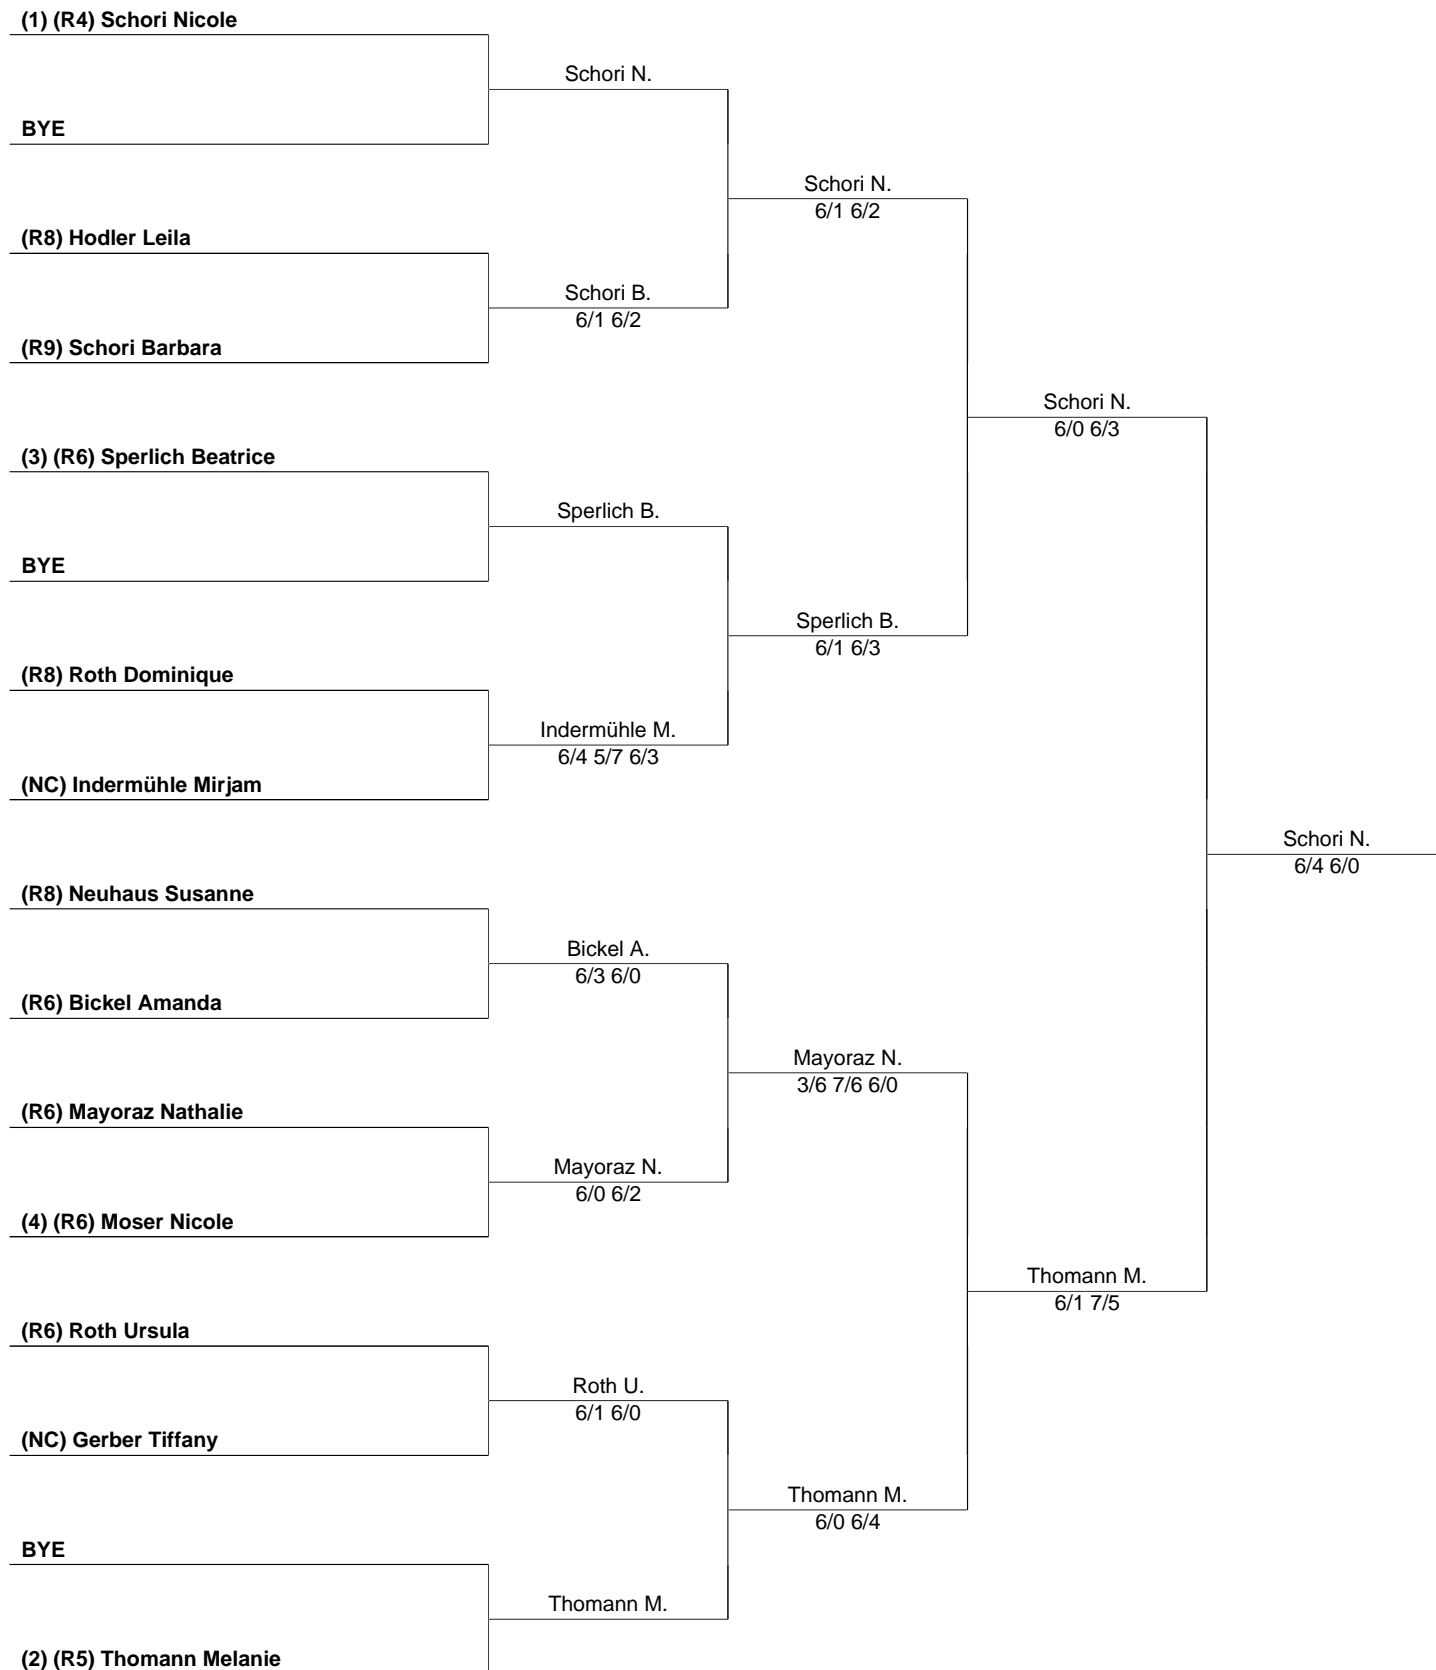 (1) (R4) Schori Nicole
Schori N.
BYE
Schori N.
6/1 6/2
(R8) Hodler Leila
Schori B.
6/1 6/2
(R9) Schori Barbara
Schori N.
6/0 6/3
(3) (R6) Sperlich Beatrice
Sperlich B.
BYE
Sperlich B.
6/1 6/3
(R8) Roth Dominique
Indermühle M.
6/4 5/7 6/3
(NC) Indermühle Mirjam
Schori N.
6/4 6/0
(R8) Neuhaus Susanne
Bickel A.
6/3 6/0
(R6) Bickel Amanda
Mayoraz N.
3/6 7/6 6/0
(R6) Mayoraz Nathalie
Mayoraz N.
6/0 6/2
(4) (R6) Moser Nicole
Thomann M.
6/1 7/5
(R6) Roth Ursula
Roth U.
6/1 6/0
(NC) Gerber Tiffany
Thomann M.
6/0 6/4
BYE
Thomann M.
(2) (R5) Thomann Melanie